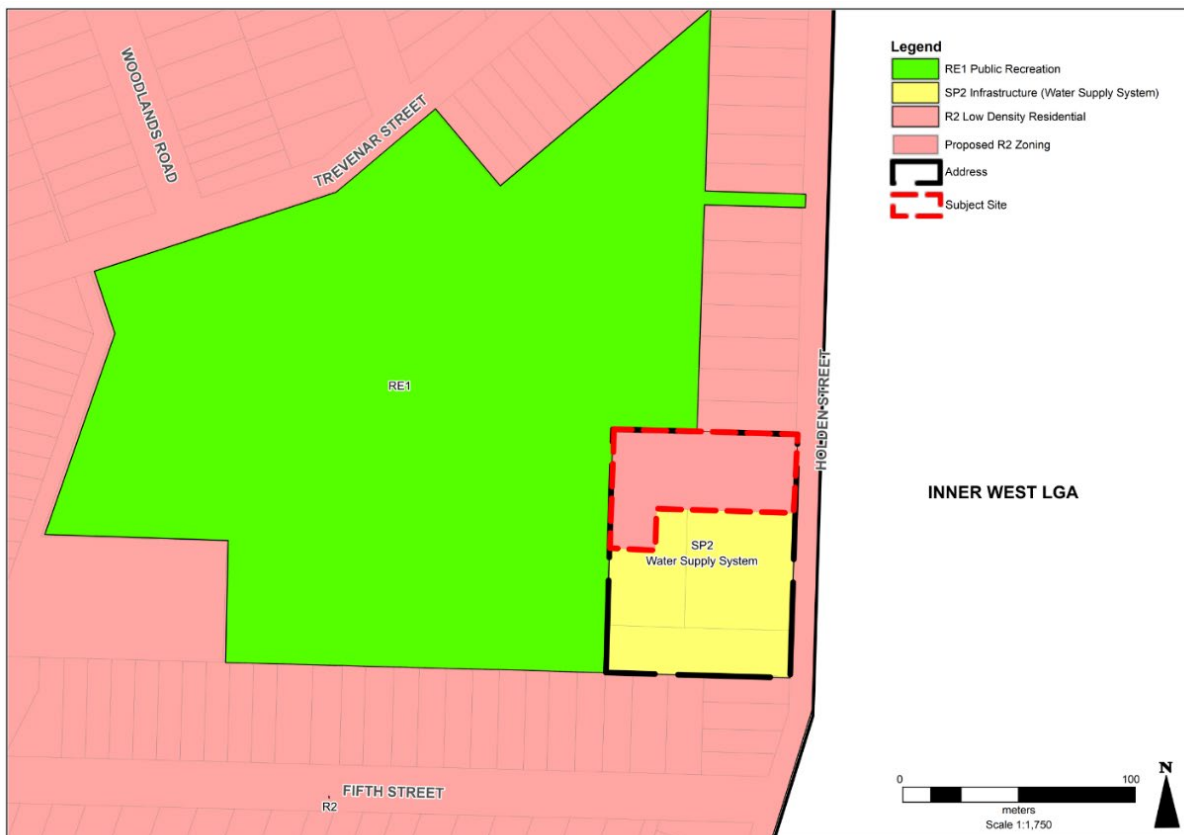 WOODLANDS ROAD
TREVENAR STREET
RE1
HOLDEN STREET
SP2
Water Supply System
INNER WEST LGA
FIFTH STREET
R2
Legend
RE1 Public Recreation
SP2 Infrastructure (Water Supply System)
R2 Low Density Residential
Proposed R2 Zoning
Address
Subject Site
0 100
meters
Scale 1:1,750
N